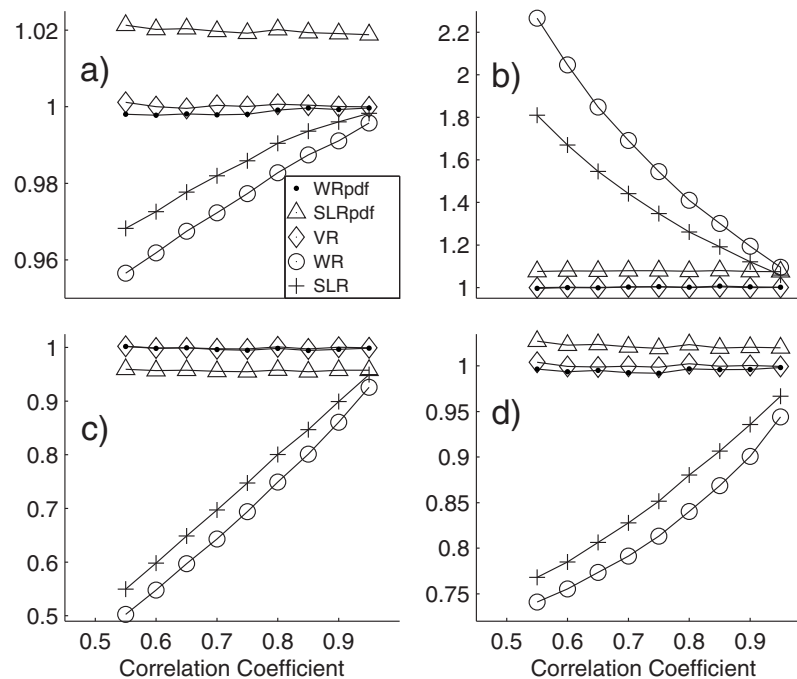 1.02
1
0.98
0.96
a)
WRpdf
SLRpdf
VR
WR
SLR
2.2
2
1.8
1.6
1.4
1.2
1
b)
1
0.9
0.8
0.7
0.6
0.5
c)
0.5 0.6 0.7 0.8 0.9
Correlation Coefficient
1
0.95
0.9
0.85
0.8
0.75
d)
0.5 0.6 0.7 0.8 0.9
Correlation Coefficient